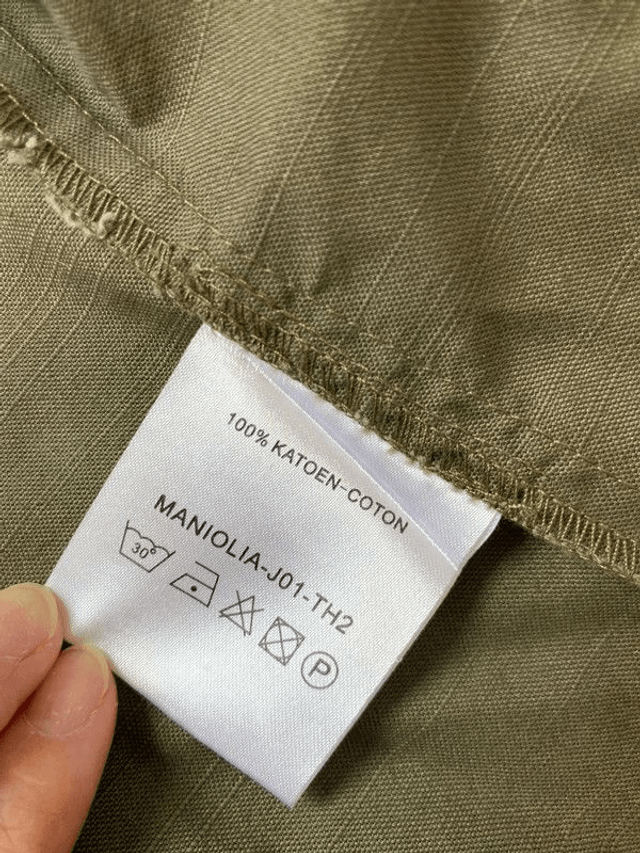 100% KATOEN-COTON
MANIOLIA-J01-TH2
30°
P